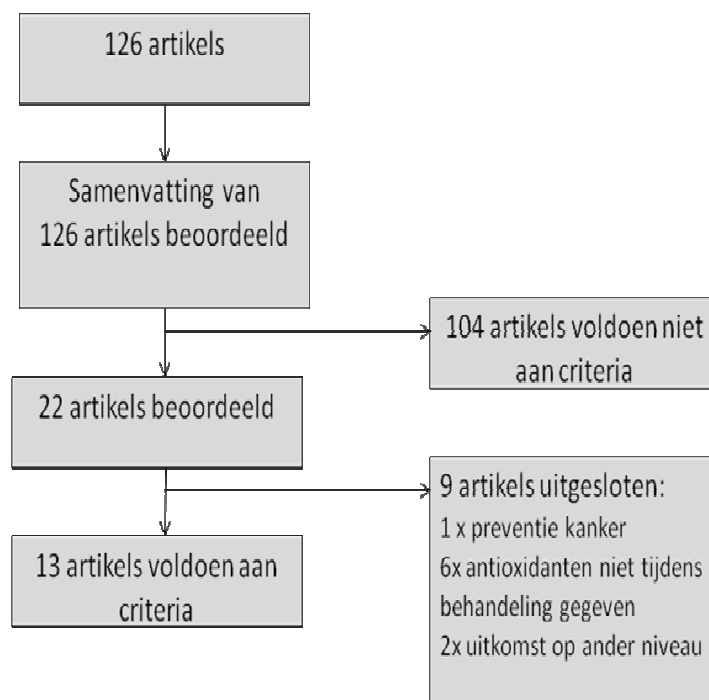 126 artikels
Samenvatting van
126 artikels beoordeeld
104 artikels voldoen niet
aan criteria
22 artikels beoordeeld
9 artikels uitgesloten:
1 x preventie kanker
6x antioxidanten niet tijdens
behandeling gegeven
2x uitkomst op ander niveau
13 artikels voldoen aan
criteria